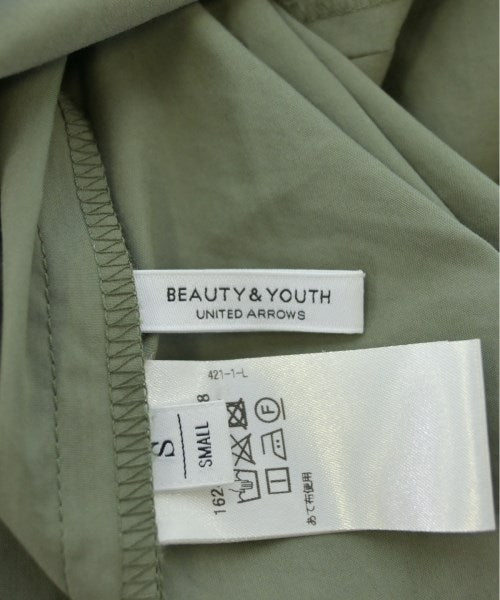 BEAUTY & YOUTH
UNITED ARROWS
421-1-L
S
SMALL
162
8
F
あて布使用